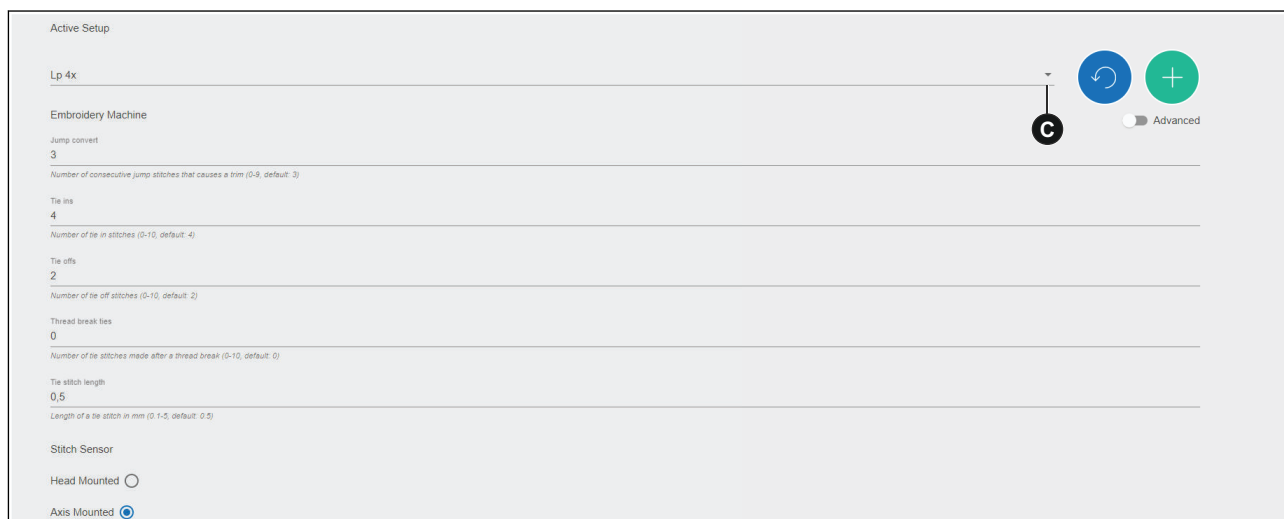 Active Setup
Lp 4x
C
Embroidery Machine
Advanced
Jump convert
3
Number of consecutive jump stitches that causes a trim (0-9, default: 3)
Tie ins
4
Number of tie in stitches (0-10, default: 4)
Tie offs
2
Number of tie off stitches (0-10, default: 2)
Thread break ties
0
Number of tie stitches made after a thread break (0-10, default: 0)
Tie stitch length
0,5
Length of a tie stitch in mm (0.1-5, default: 0.5)
Stitch Sensor
Head Mounted
Axis Mounted